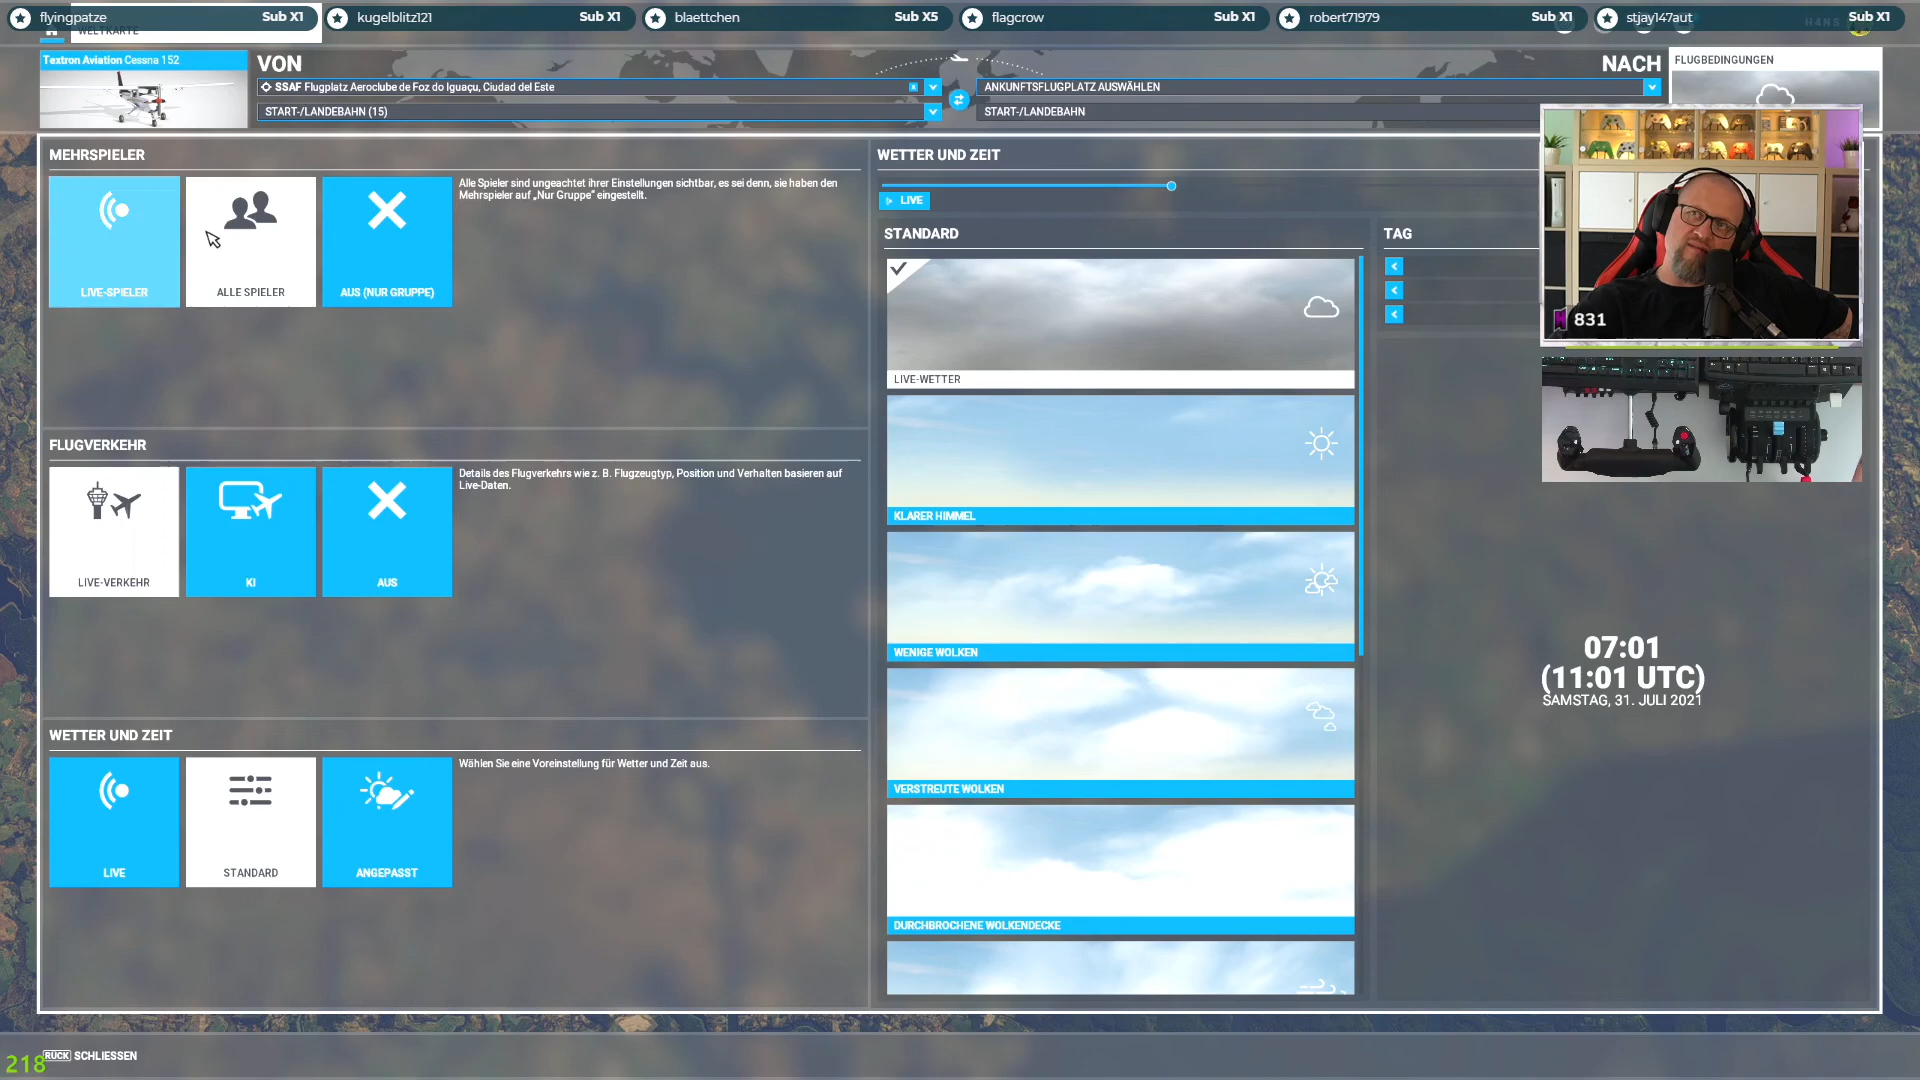 flyingpatze Sub X1
kugelblitz121 Sub X1
blaettchen Sub X5
flagcrow Sub X1
robert71979 Sub X1
stjay147aut Sub X1
WELTKARTE
H4NS
Textron Aviation Cessna 152
VON
SSAF Flugplatz Aeroclube de Foz do Iguaçu, Ciudad del Este
START-/LANDEBAHN (15)
NACH
ANKUNFTSFLUGPLATZ AUSWÄHLEN
START-/LANDEBAHN
FLUGBEDINGUNGEN
MEHRSPIELER
LIVE-SPIELER
ALLE SPIELER
AUS (NUR GRUPPE)
Alle Spieler sind ungeachtet ihrer Einstellungen sichtbar, es sei denn, sie haben den
Mehrspieler auf „Nur Gruppe" eingestellt.
FLUGVERKEHR
LIVE-VERKEHR
KI
AUS
Details des Flugverkehrs wie z. B. Flugzeugtyp, Position und Verhalten basieren auf
Live-Daten.
WETTER UND ZEIT
LIVE
STANDARD
ANGEPASST
Wählen Sie eine Voreinstellung für Wetter und Zeit aus.
WETTER UND ZEIT
LIVE
STANDARD
LIVE-WETTER
KLARER HIMMEL
WENIGE WOLKEN
VERSTREUTE WOLKEN
DURCHBROCHENE WOLKENDECKE
TAG
831
07:01
(11:01 UTC)
SAMSTAG, 31. JULI 2021
218
RÜCK SCHLIESSEN